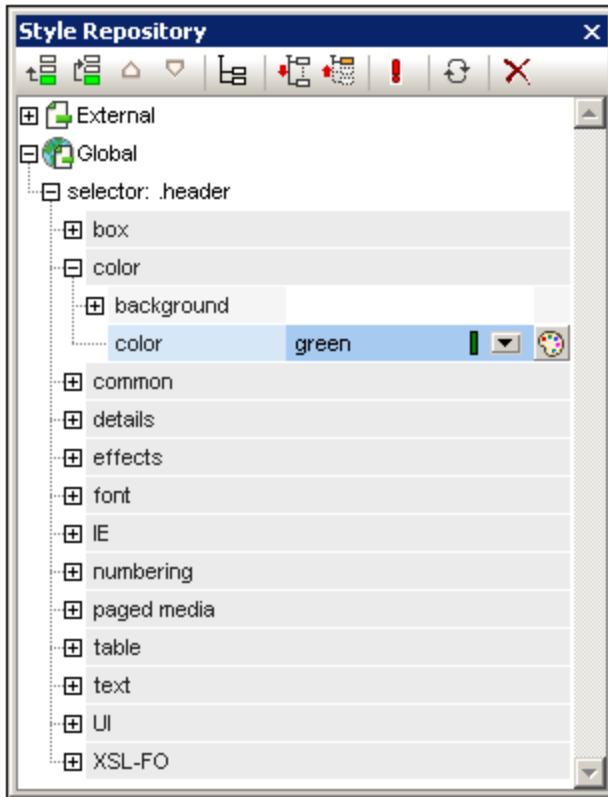 Style Repository
External
Global
selector: .header
box
color
background
color green
common
details
effects
font
IE
numbering
paged media
table
text
UI
XSL-FO